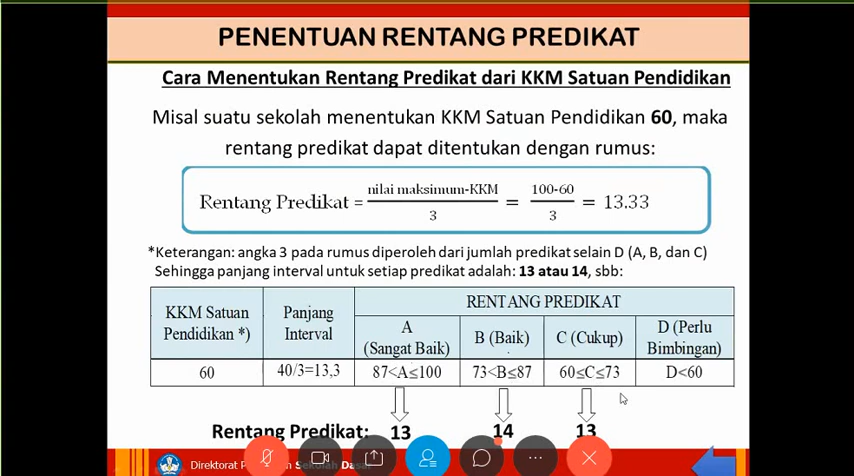 PENENTUAN RENTANG PREDIKAT
Cara Menentukan Rentang Predikat dari KKM Satuan Pendidikan
Misal suatu sekolah menentukan KKM Satuan Pendidikan 60, maka
rentang predikat dapat ditentukan dengan rumus:
Rentang Predikat = nilai maksimum-KKM / 3 = 100-60 / 3 = 13.33
*Keterangan: angka 3 pada rumus diperoleh dari jumlah predikat selain D (A, B, dan C)
Sehingga panjang interval untuk setiap predikat adalah: 13 atau 14, sbb:
KKM Satuan Pendidikan *)
Panjang Interval
RENTANG PREDIKAT
A (Sangat Baik)
B (Baik)
C (Cukup)
D (Perlu Bimbingan)
60
40/3=13,3
87<A≤100
73<B≤87
60≤C≤73
D<60
Rentang Predikat: 13 14 13
Direktorat Sekolah Dasar